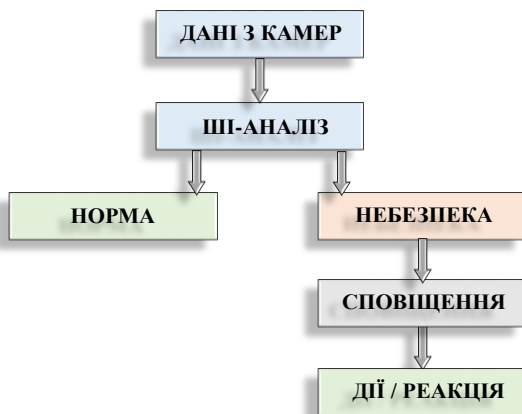 ДАНІ З КАМЕР
ШІ-АНАЛІЗ
НОРМА
НЕБЕЗПЕКА
СПОВІЩЕННЯ
ДІЇ / РЕАКЦІЯ